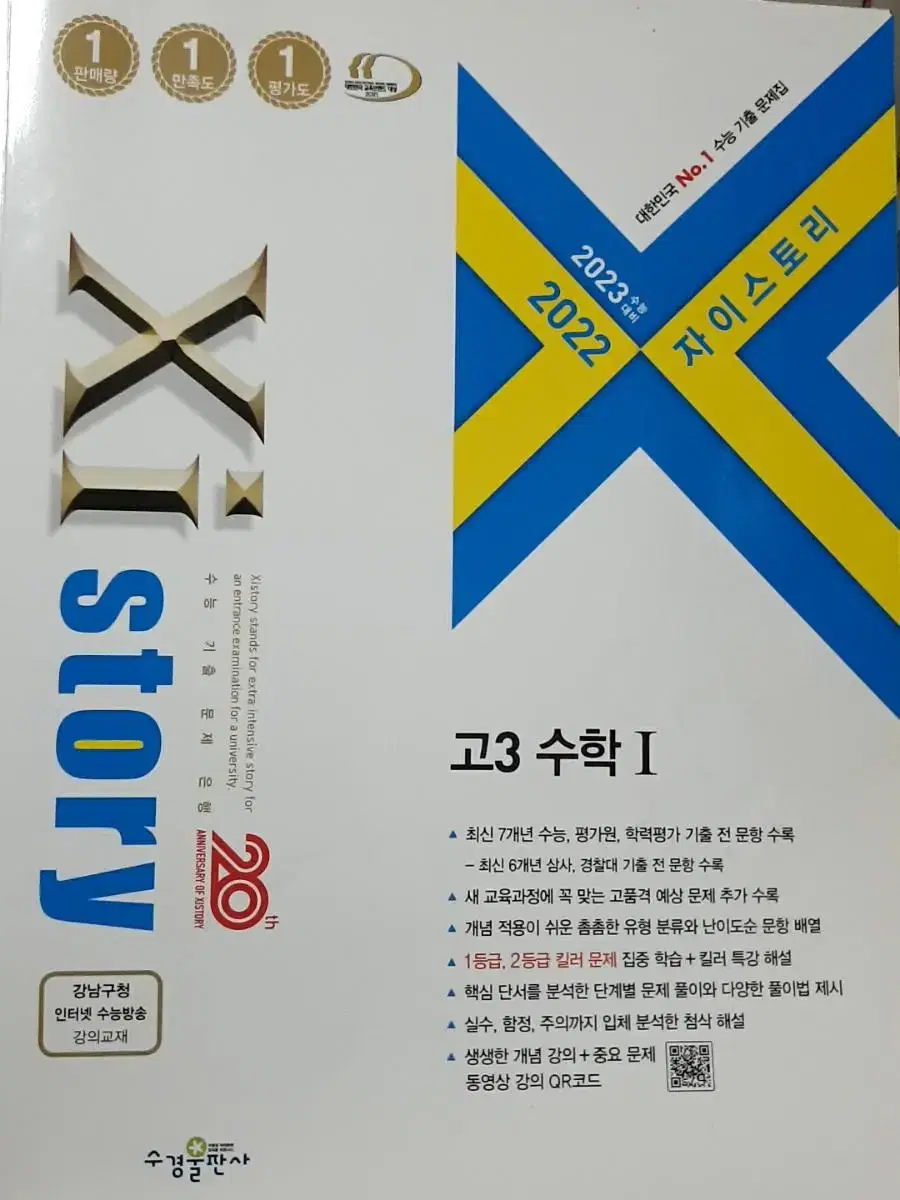 1
판매량
1
만족도
1
평가도
2021
대한민국 No.1 수능 기출 문제집
2023 수능
대비
2022
자이스토리
Xi
story
Xistory stands for extra intensive story for
an entrance examination for a university.
수능 기출 문제 은행
20th
ANNIVERSARY OF XISTORY
고3 수학 I
▲ 최신 7개년 수능, 평가원, 학력평가 기출 전 문항 수록
– 최신 6개년 삼사, 경찰대 기출 전 문항 수록
▲ 새 교육과정에 꼭 맞는 고품격 예상 문제 추가 수록
▲ 개념 적용이 쉬운 촘촘한 유형 분류와 난이도순 문항 배열
▲ 1등급, 2등급 킬러 문제 집중 학습+킬러 특강 해설
▲ 핵심 단서를 분석한 단계별 문제 풀이와 다양한 풀이법 제시
▲ 실수, 함정, 주의까지 입체 분석한 첨삭 해설
▲ 생생한 개념 강의+중요 문제
동영상 강의 QR코드
강남구청
인터넷 수능방송
강의교재
수경출판사